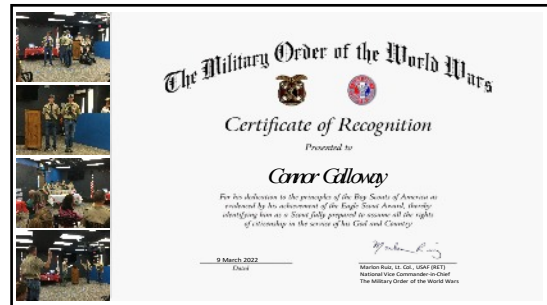 The Military Order of the World Wars
Certificate of Recognition
Presented to
Connor Galloway
For his dedication to the principles of the Boy Scouts of America as
evidenced by his achievement of the Eagle Scout Award, thereby
identifying him as a Scout fully prepared to assume all the rights
of citizenship in the service of his God and Country
9 March 2022
Dated
Marlon Ruiz, Lt. Col., USAF (RET)
National Vice Commander-in-Chief
The Military Order of the World Wars